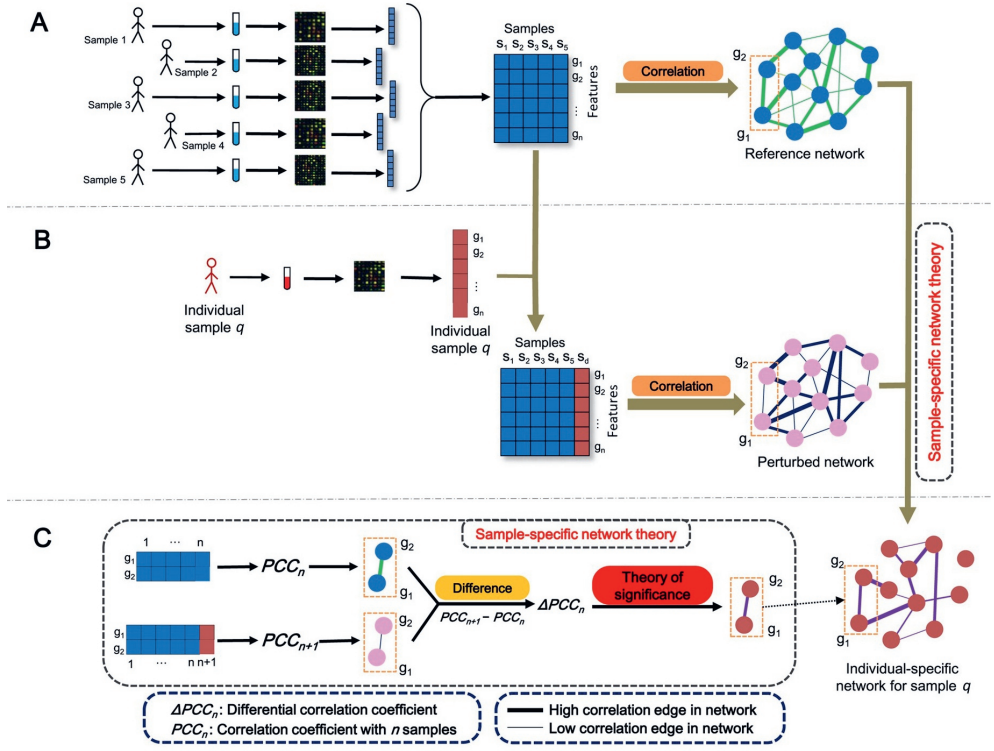 A
Sample 1
Sample 2
Sample 3
Sample 4
Sample 5
Samples
S1 S2 S3 S4 S5
g1
g2
...
gn
Features
Correlation
g2
g1
Reference network
B
Individual
sample q
g1
g2
...
gn
Individual
sample q
Samples
S1 S2 S3 S4 S5 Sd
g1
g2
...
gn
Features
Correlation
g2
g1
Perturbed network
Sample-specific network theory
C
Sample-specific network theory
1 ... n
g1
g2
PCCn
g2
g1
g1
g2
1 ... n n+1
PCCn+1
g2
g1
Difference
PCCn+1 – PCCn
ΔPCCn
Theory of
significance
g2
g1
g2
g1
Individual-specific
network for sample q
ΔPCCn: Differential correlation coefficient
PCCn: Correlation coefficient with n samples
High correlation edge in network
Low correlation edge in network